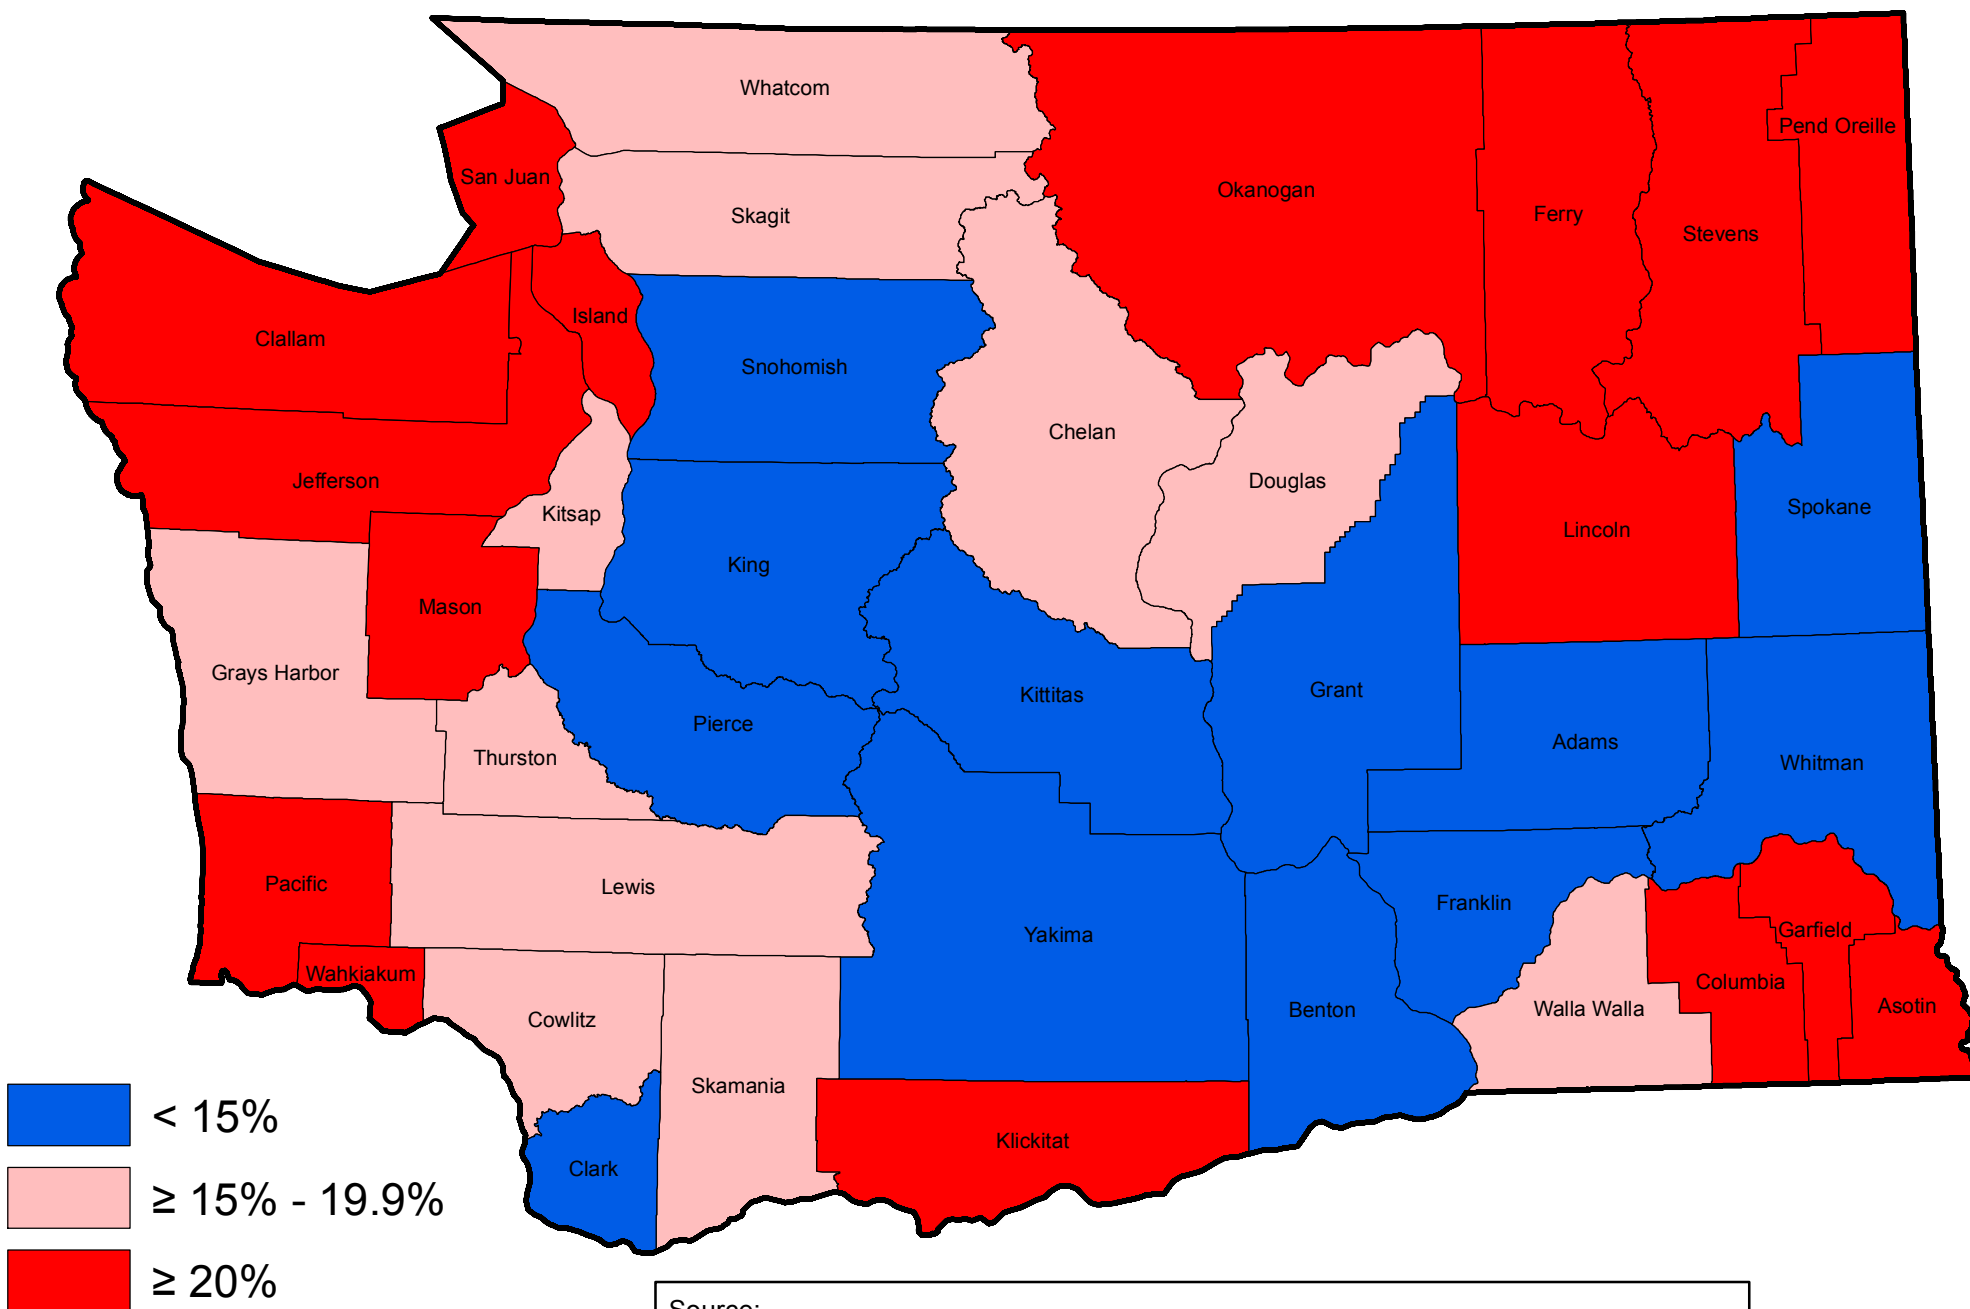 Whatcom
Pend Oreille
San Juan
Okanogan
Skagit
Ferry
Stevens
Island
Clallam
Snohomish
Chelan
Jefferson
Douglas
Kitsap
Spokane
Lincoln
King
Mason
Grays Harbor
Kittitas
Grant
Pierce
Adams
Thurston
Whitman
Pacific
Lewis
Franklin
Yakima
Garfield
Wahkiakum
Columbia
Asotin
Walla Walla
Benton
Cowlitz
Skamania
Klickitat
Clark
< 15%
≥ 15% - 19.9%
≥ 20%
Source: